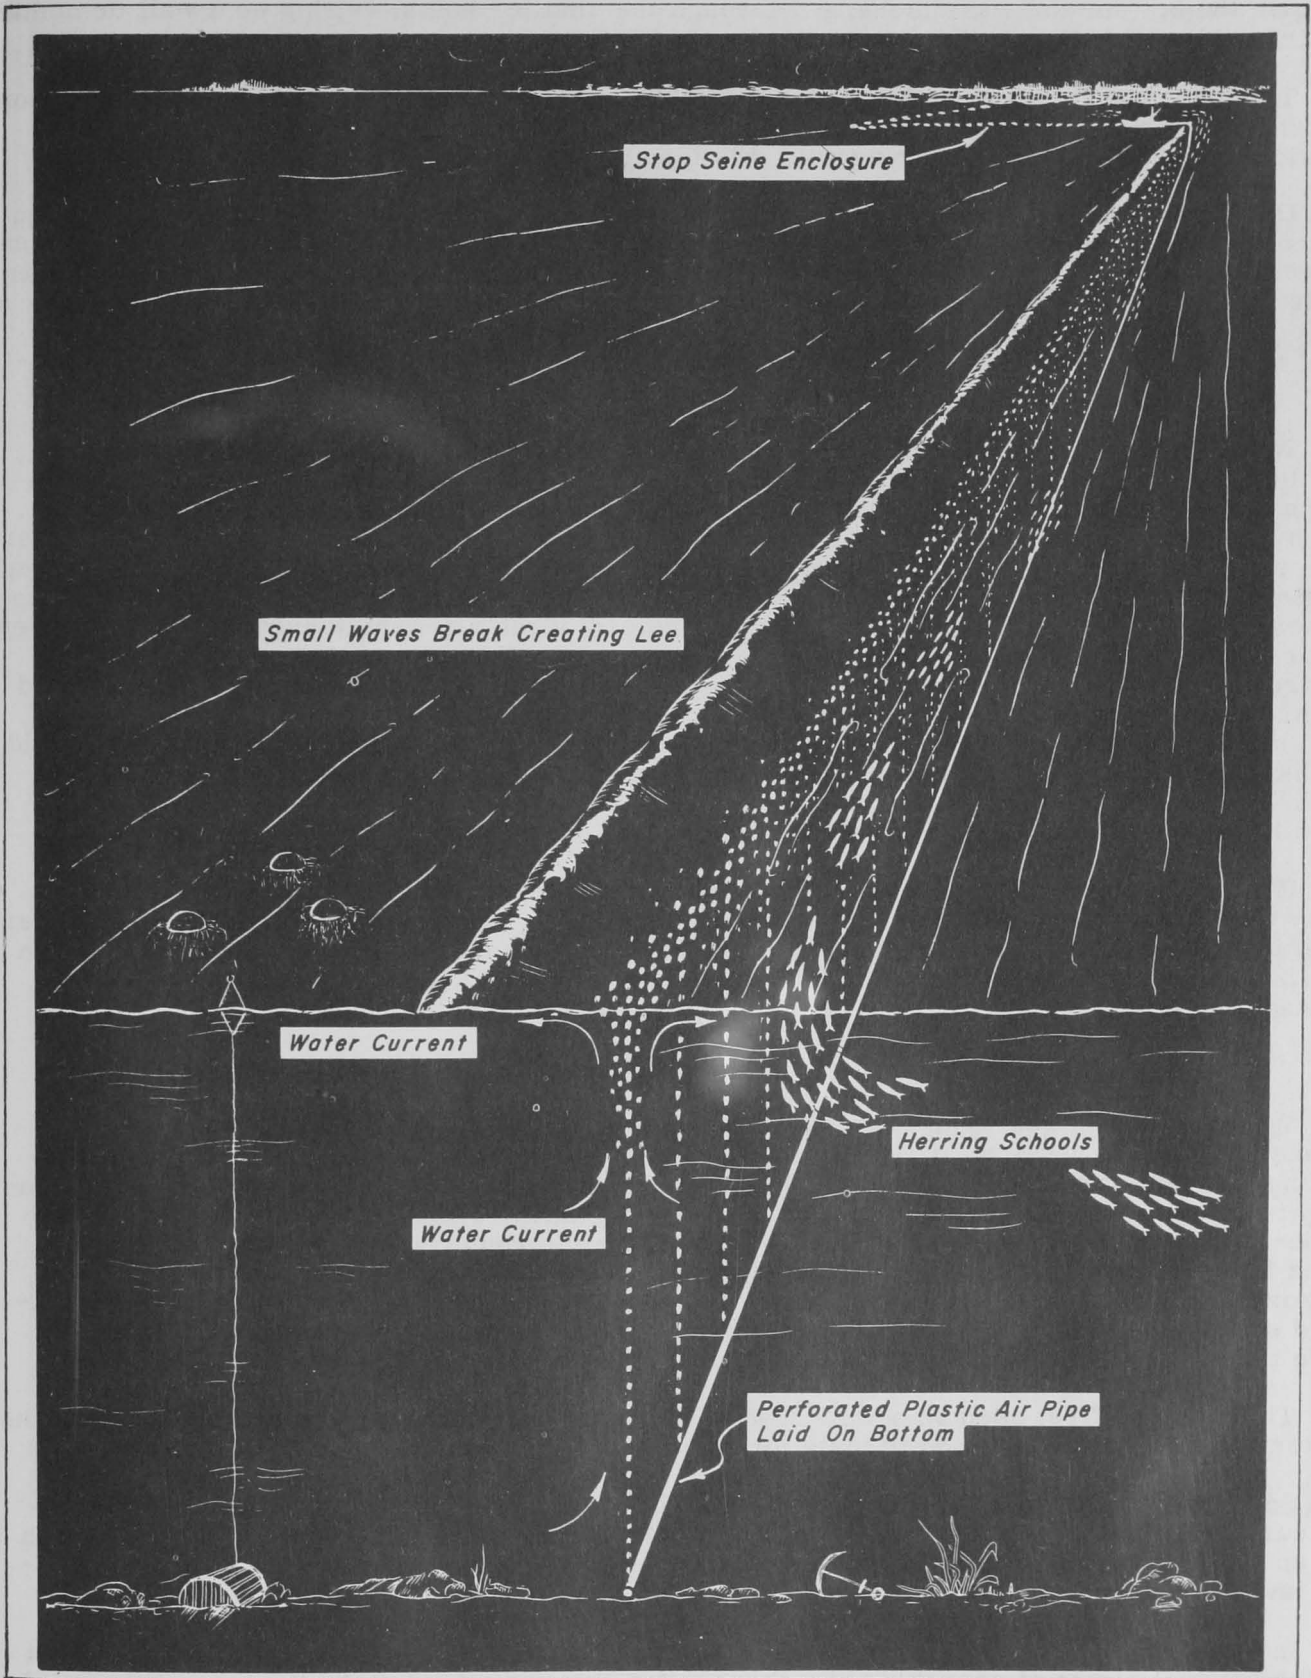 Stop Seine Enclosure
Small Waves Break Creating Lee
Water Current
Herring Schools
Water Current
Perforated Plastic Air Pipe
Laid On Bottom